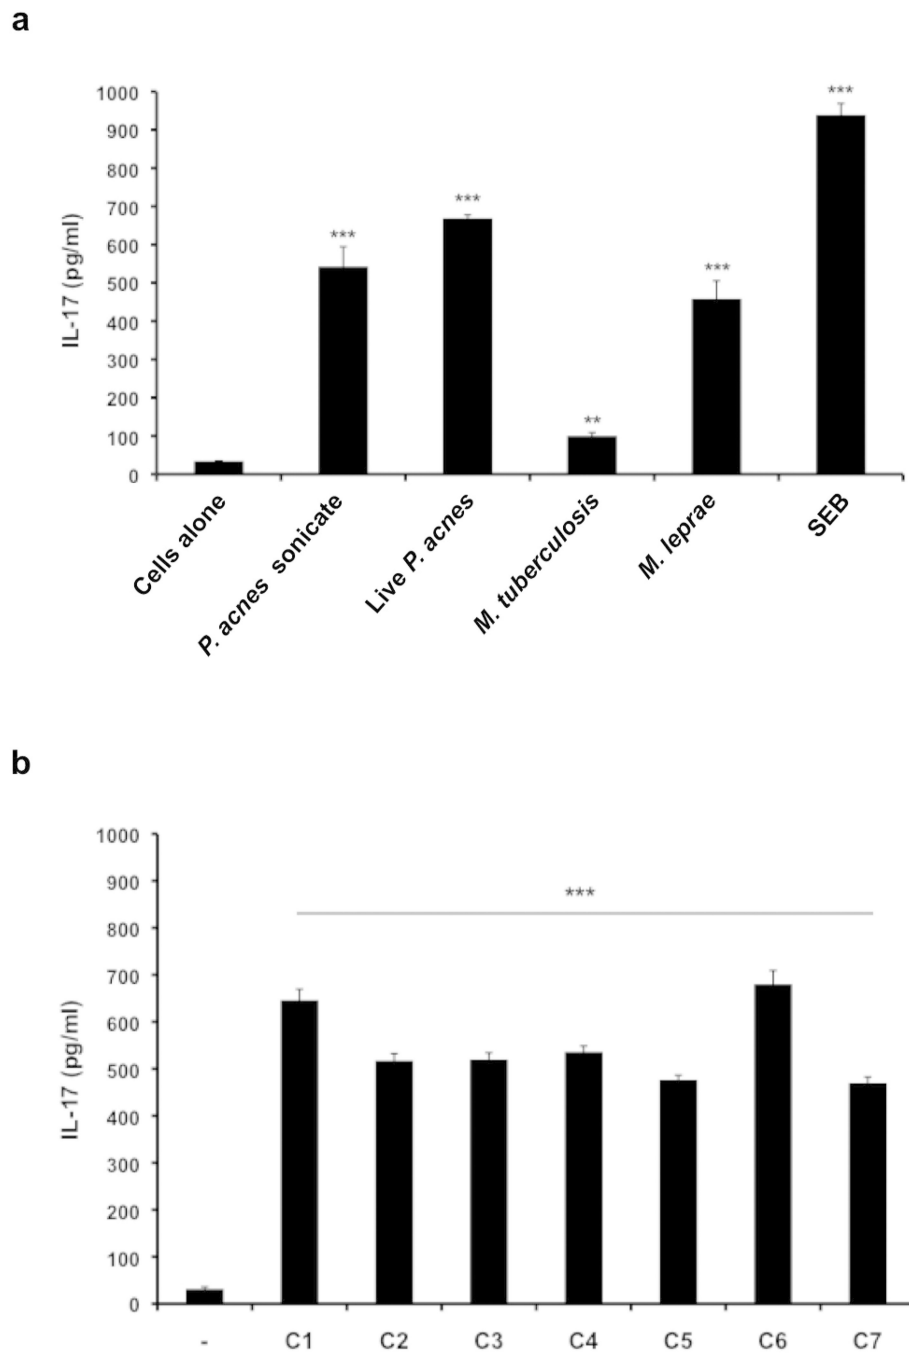 a
1000
900
800
700
600
500
400
300
200
100
0
IL-17 (pg/ml)
***
***
**
***
***
Cells alone
P. acnes sonicate
Live P. acnes
M. tuberculosis
M. leprae
SEB
b
1000
900
800
700
600
500
400
300
200
100
0
IL-17 (pg/ml)
***
- C1 C2 C3 C4 C5 C6 C7